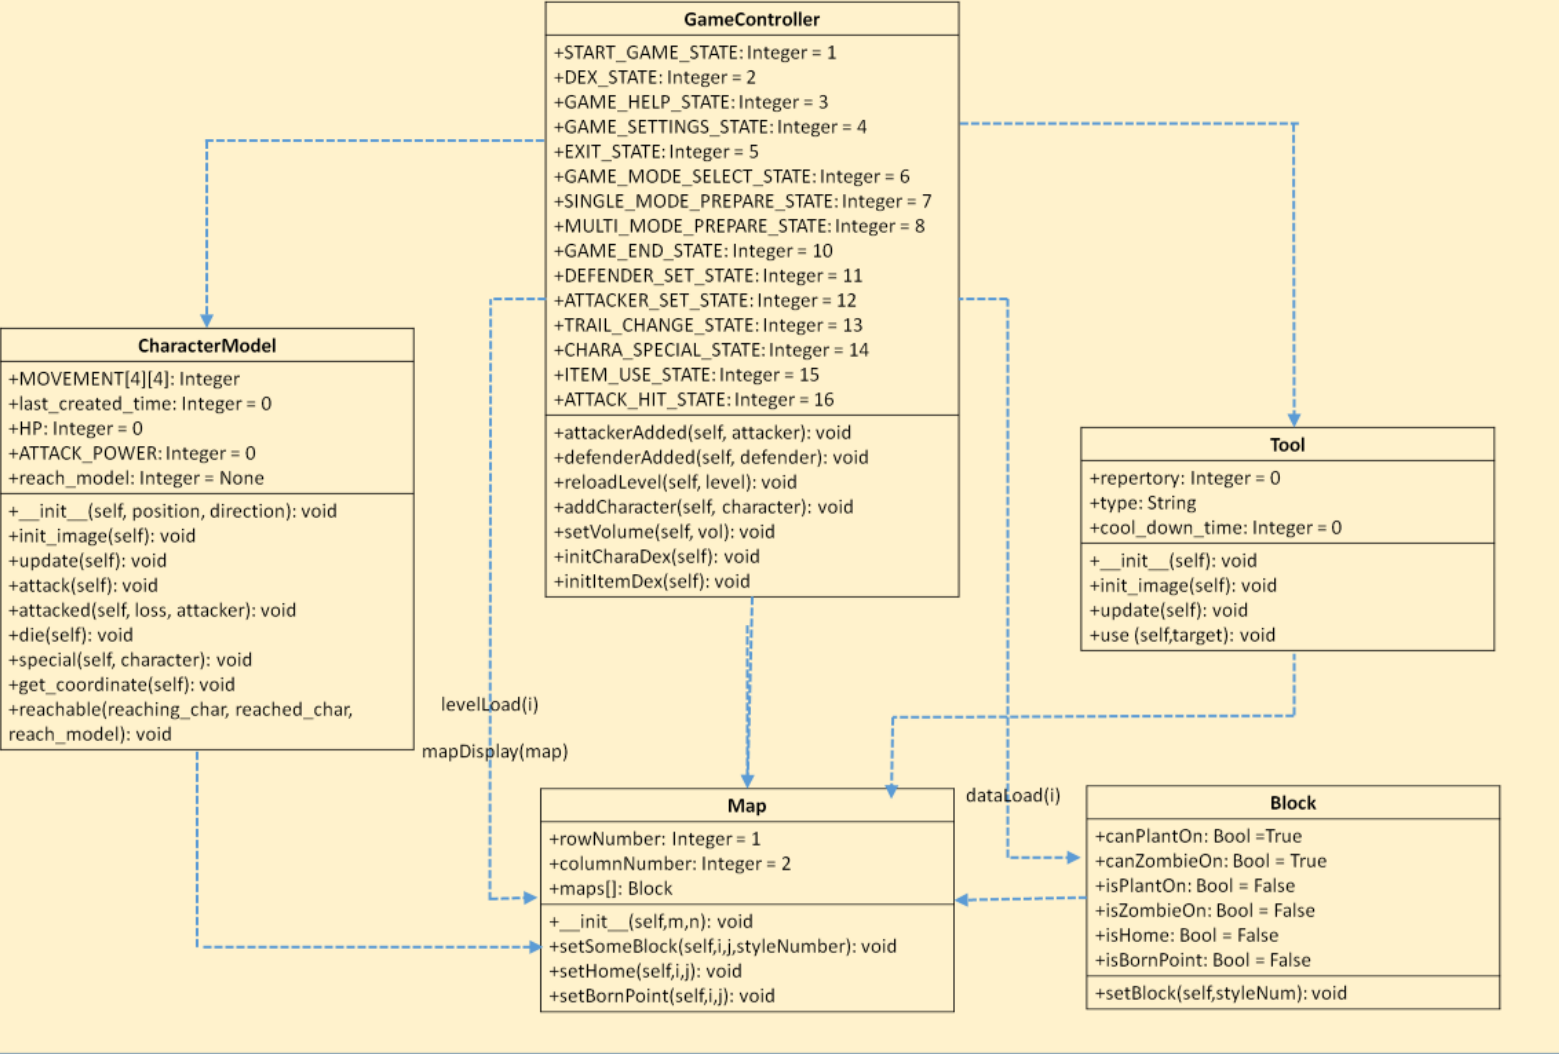 GameController
+START_GAME_STATE: Integer = 1
+DEX_STATE: Integer = 2
+GAME_HELP_STATE: Integer = 3
+GAME_SETTINGS_STATE: Integer = 4
+EXIT_STATE: Integer = 5
+GAME_MODE_SELECT_STATE: Integer = 6
+SINGLE_MODE_PREPARE_STATE: Integer = 7
+MULTI_MODE_PREPARE_STATE: Integer = 8
+GAME_END_STATE: Integer = 10
+DEFENDER_SET_STATE: Integer = 11
+ATTACKER_SET_STATE: Integer = 12
+TRAIL_CHANGE_STATE: Integer = 13
+CHARA_SPECIAL_STATE: Integer = 14
+ITEM_USE_STATE: Integer = 15
+ATTACK_HIT_STATE: Integer = 16
+attackerAdded(self, attacker): void
+defenderAdded(self, defender): void
+reloadLevel(self, level): void
+addCharacter(self, character): void
+setVolume(self, vol): void
+initCharaDex(self): void
+initItemDex(self): void
CharacterModel
+MOVEMENT[4][4]: Integer
+last_created_time: Integer = 0
+HP: Integer = 0
+ATTACK_POWER: Integer = 0
+reach_model: Integer = None
+__init__(self, position, direction): void
+init_image(self): void
+update(self): void
+attack(self): void
+attacked(self, loss, attacker): void
+die(self): void
+special(self, character): void
+get_coordinate(self): void
+reachable(reaching_char, reached_char,
reach_model): void
Tool
+repertory: Integer = 0
+type: String
+cool_down_time: Integer = 0
+__init__(self): void
+init_image(self): void
+update(self): void
+use (self,target): void
levelLoad(i)
mapDisplay(map)
dataLoad(i)
Map
+rowNumber: Integer = 1
+columnNumber: Integer = 2
+maps[]: Block
+__init__(self,m,n): void
+setSomeBlock(self,i,j,styleNumber): void
+setHome(self,i,j): void
+setBornPoint(self,i,j): void
Block
+canPlantOn: Bool =True
+canZombieOn: Bool = True
+isPlantOn: Bool = False
+isZombieOn: Bool = False
+isHome: Bool = False
+isBornPoint: Bool = False
+setBlock(self,styleNum): void